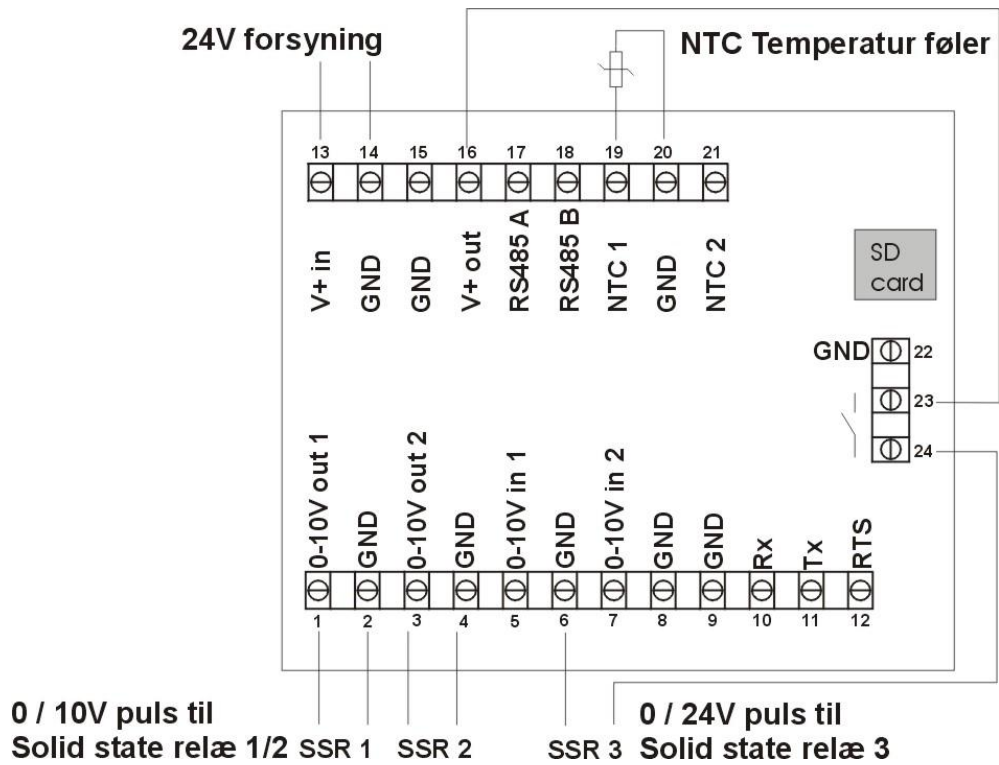 24V forsyning
NTC Temperatur føler
13 14 15 16 17 18 19 20 21
V+ in
GND
GND
V+ out
RS485 A
RS485 B
NTC 1
GND
NTC 2
SD
card
GND 22
23
24
0-10V out 1
GND
0-10V out 2
GND
0-10V in 1
GND
0-10V in 2
GND
GND
Rx
Tx
RTS
1 2 3 4 5 6 7 8 9 10 11 12
0 / 10V puls til
Solid state relæ 1/2
SSR 1
SSR 2
SSR 3
0 / 24V puls til
Solid state relæ 3